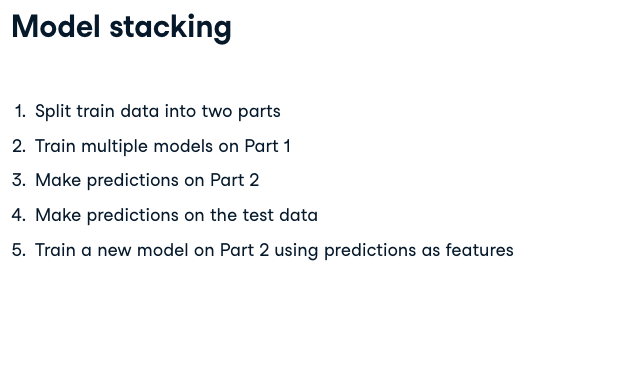 Model stacking
1. Split train data into two parts
2. Train multiple models on Part 1
3. Make predictions on Part 2
4. Make predictions on the test data
5. Train a new model on Part 2 using predictions as features